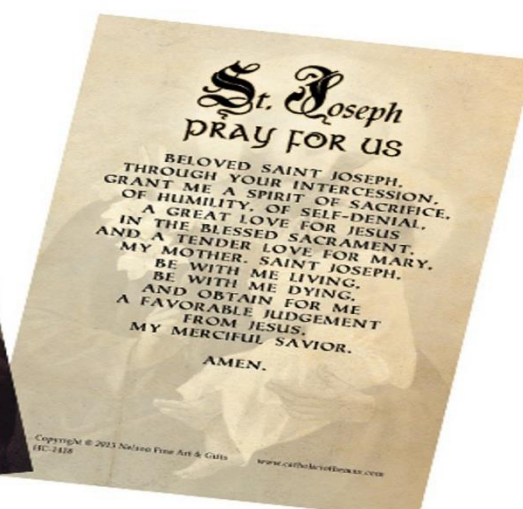 St. Joseph
PRAY FOR US
BELOVED SAINT JOSEPH,
THROUGH YOUR INTERCESSION,
GRANT ME A SPIRIT OF SACRIFICE,
OF HUMILITY, OF SELF-DENIAL,
A GREAT LOVE FOR JESUS
IN THE BLESSED SACRAMENT,
AND A TENDER LOVE FOR MARY,
MY MOTHER. SAINT JOSEPH,
BE WITH ME LIVING,
BE WITH ME DYING,
AND OBTAIN FOR ME
A FAVORABLE JUDGEMENT
FROM JESUS,
MY MERCIFUL SAVIOR.
AMEN.
Copyright © 2015 Nelson Fine Art & Gifts
HC-2418